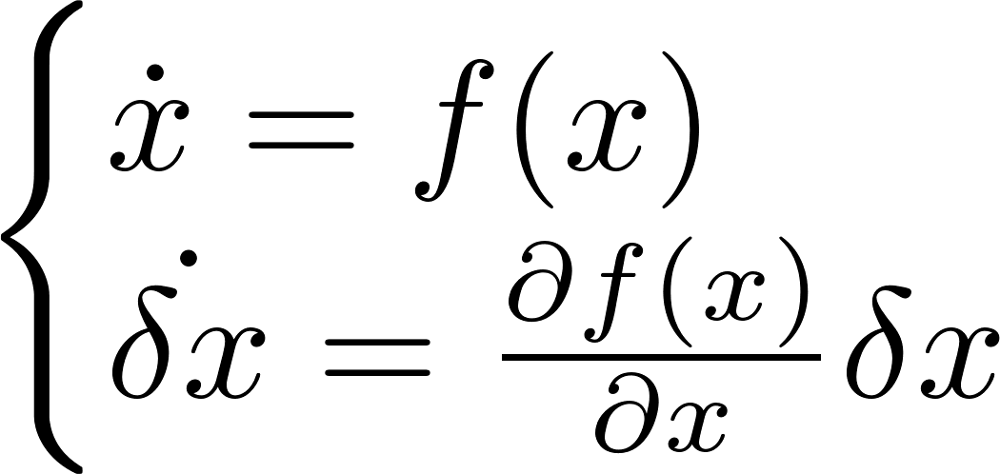 ẋ = f(x)
δẋ = ∂f(x)/∂x δx